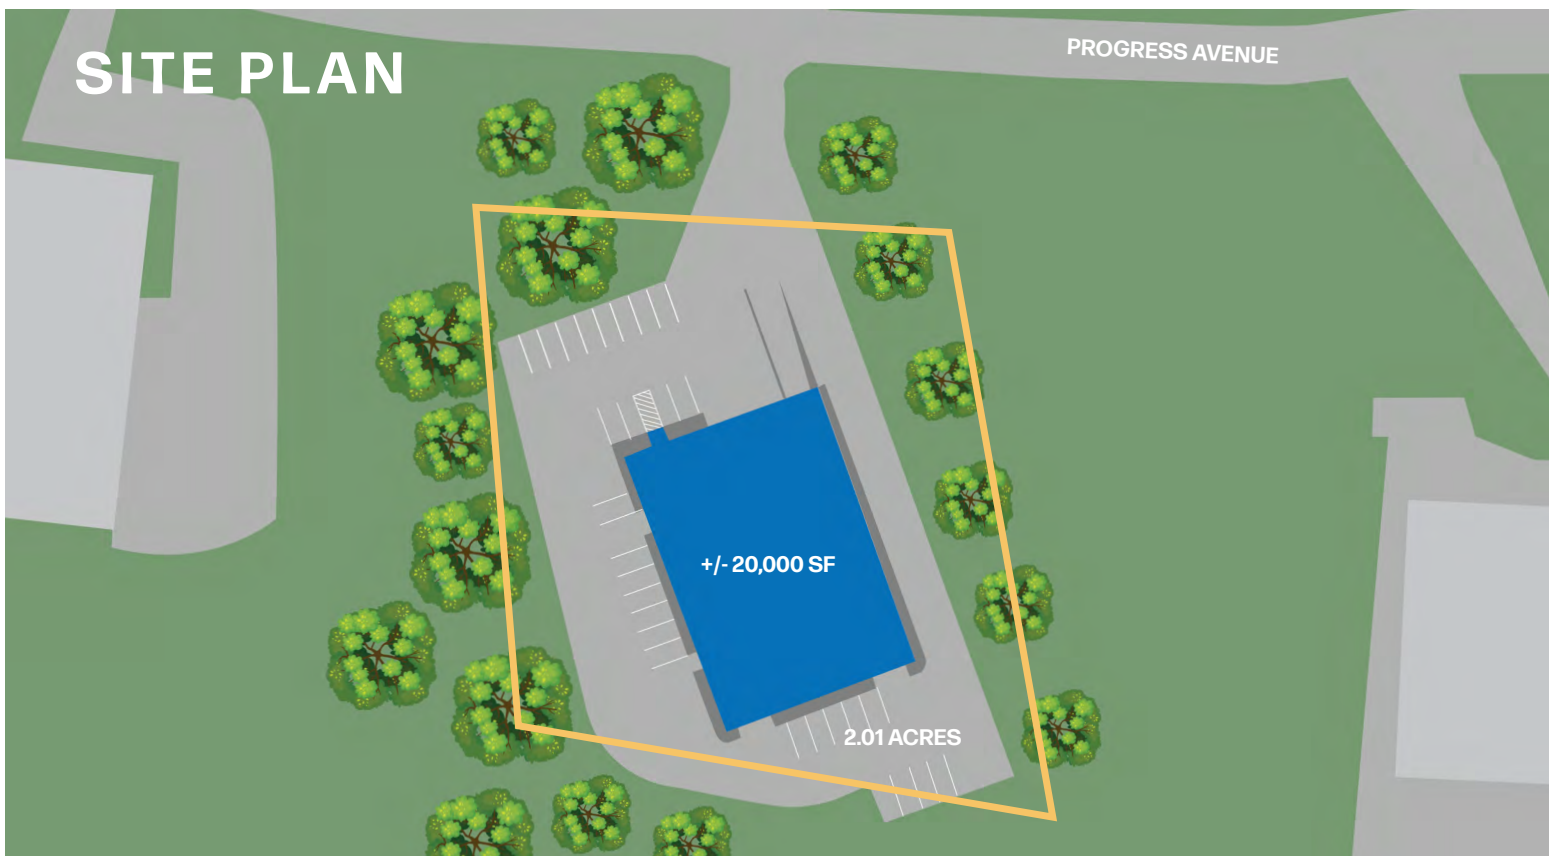 SITE PLAN
PROGRESS AVENUE
+/- 20,000 SF
2.01 ACRES